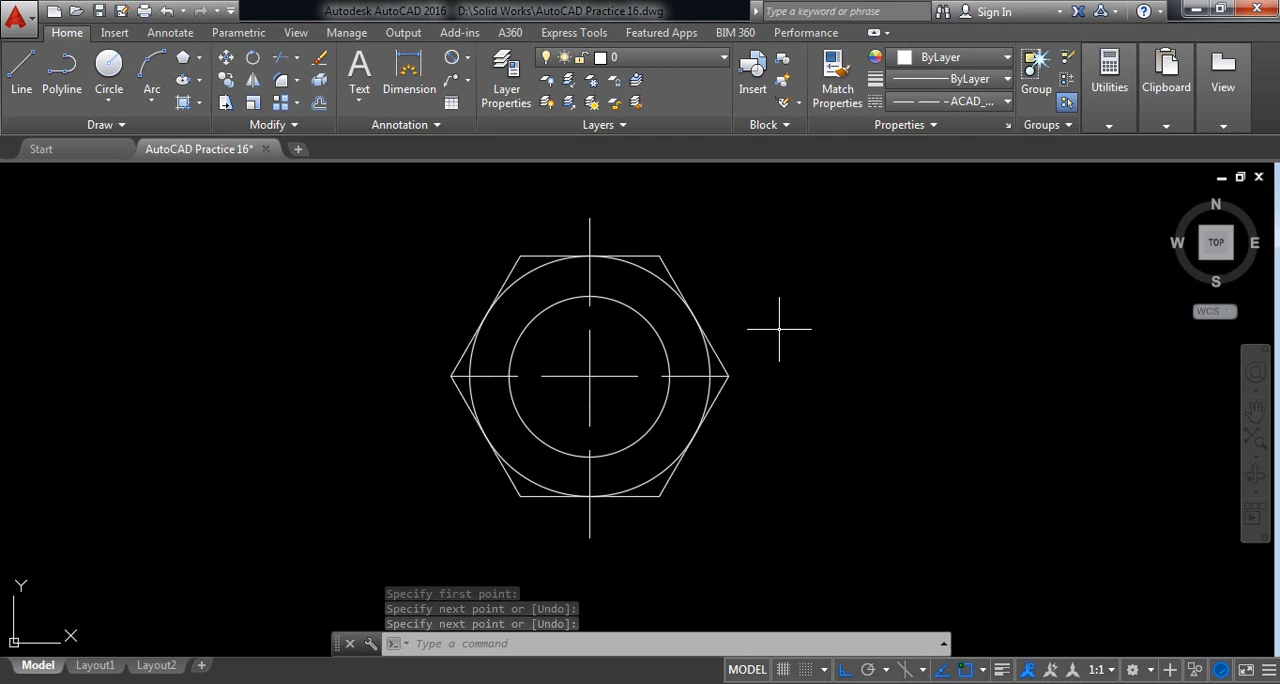 Autodesk AutoCAD 2016 D:\Solid Works\AutoCAD Practice 16.dwg
Type a keyword or phrase
Sign In
Home Insert Annotate Parametric View Manage Output Add-ins A360 Express Tools Featured Apps BIM 360 Performance
Line Polyline Circle Arc
Text Dimension
Layer Properties
0
Insert
Match Properties
ByLayer
ByLayer
ACAD_...
Group
Utilities
Clipboard
View
Draw Modify Annotation Layers Block Properties Groups
Start
AutoCAD Practice 16*
N
W TOP E
S
WCS
Y
X
Specify first point:
Specify next point or [Undo]:
Specify next point or [Undo]:
Type a command
Model Layout1 Layout2
MODEL
1:1